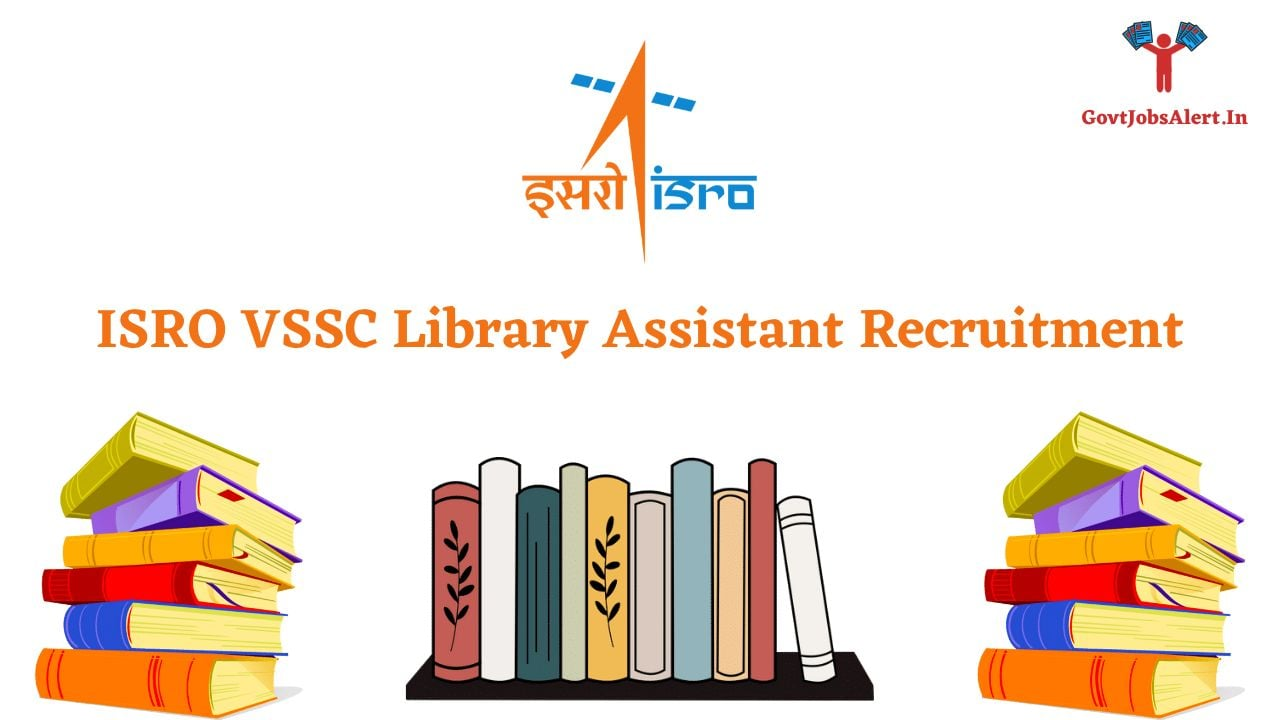 GovtJobsAlert.In
इसरो isro
ISRO VSSC Library Assistant Recruitment